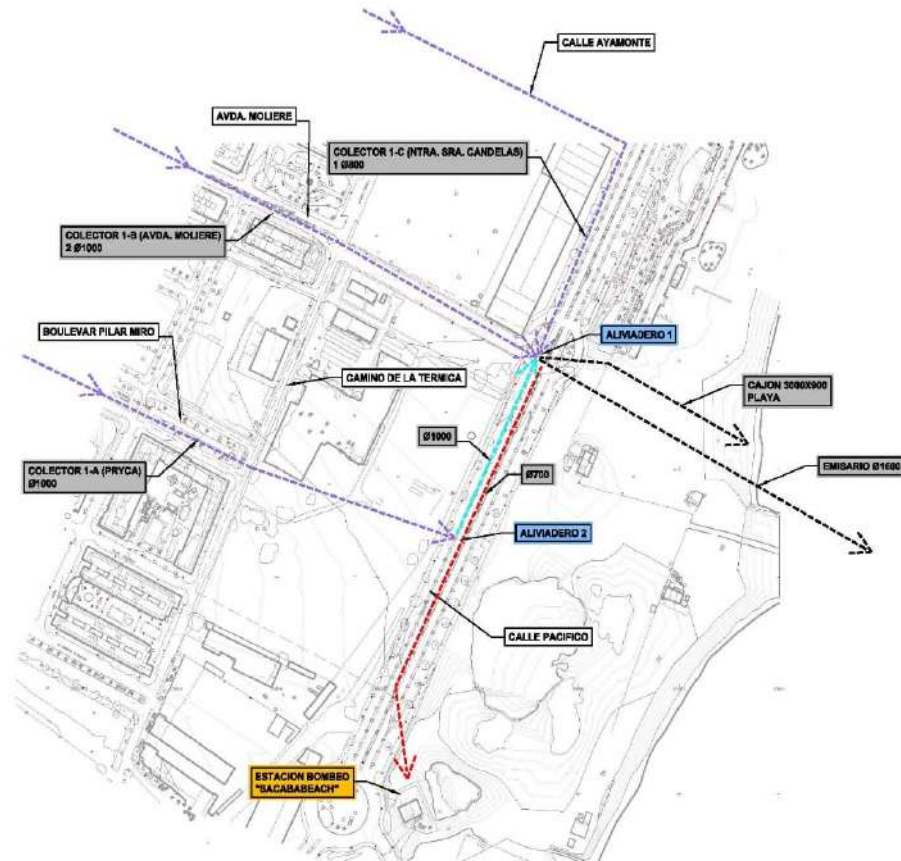 CALLE AYAMONTE
AVDA. MOLIERE
COLECTOR 1-C (NTRA. SRA. CANDELAS)
1 Ø800
COLECTOR 1-B (AVDA. MOLIERE)
2 Ø1000
BOULEVAR PILAR MIRO
ALIVIADERO 1
CAMINO DE LA TERMICA
CAJON 3000X900
PLAYA
Ø1000
EMISARIO Ø1600
COLECTOR 1-A (PRYCA)
Ø1000
Ø700
ALIVIADERO 2
CALLE PACIFICO
ESTACION BOMBEO
"SACABABEACH"